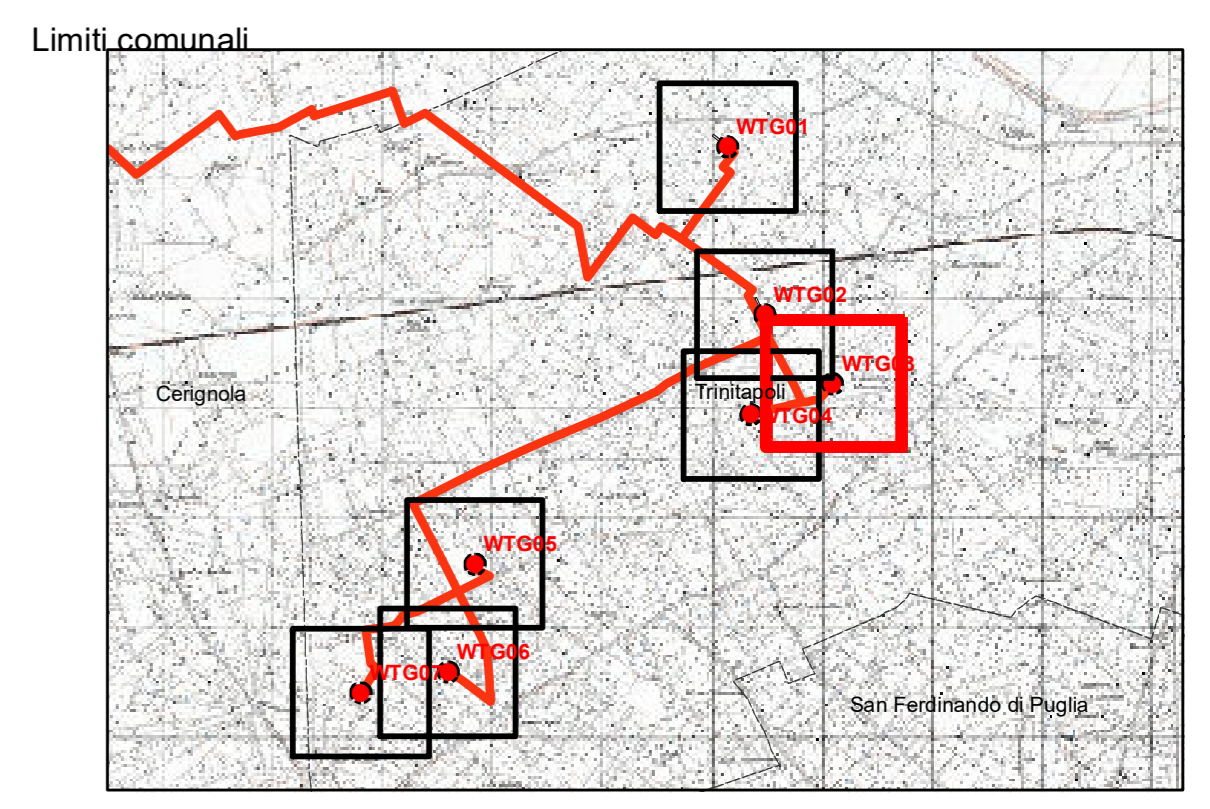 Limiti comunali
WTG01
WTG02
WTG03
Cerignola
Trinitapoli
WTG04
WTG05
WTG06
WTG07
San Ferdinando di Puglia